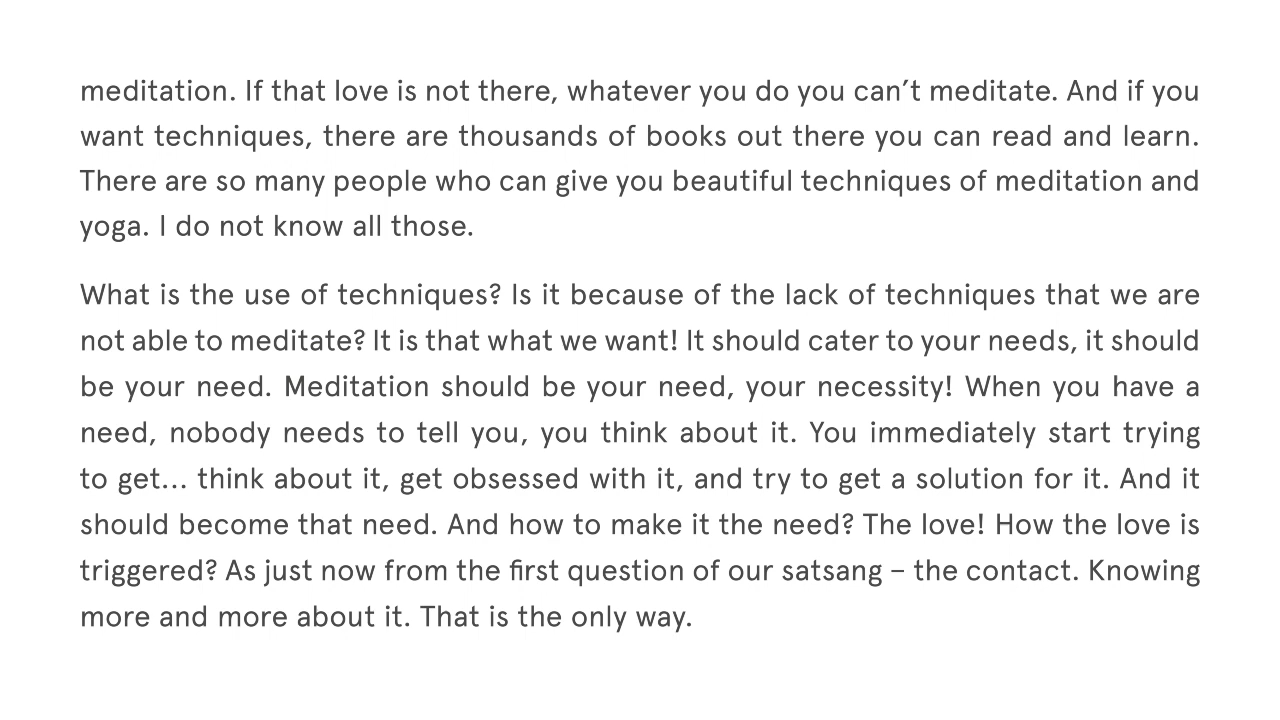 meditation. If that love is not there, whatever you do you can’t meditate. And if you
want techniques, there are thousands of books out there you can read and learn.
There are so many people who can give you beautiful techniques of meditation and
yoga. I do not know all those.
What is the use of techniques? Is it because of the lack of techniques that we are
not able to meditate? It is that what we want! It should cater to your needs, it should
be your need. Meditation should be your need, your necessity! When you have a
need, nobody needs to tell you, you think about it. You immediately start trying
to get... think about it, get obsessed with it, and try to get a solution for it. And it
should become that need. And how to make it the need? The love! How the love is
triggered? As just now from the first question of our satsang – the contact. Knowing
more and more about it. That is the only way.